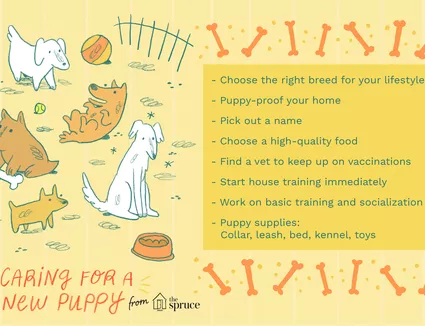 - Choose the right breed for your lifestyle
- Puppy-proof your home
- Pick out a name
- Choose a high-quality food
- Find a vet to keep up on vaccinations
- Start house training immediately
- Work on basic training and socialization
- Puppy supplies:
Collar, leash, bed, kennel, toys
CARING FOR A
NEW PUPPY from the spruce